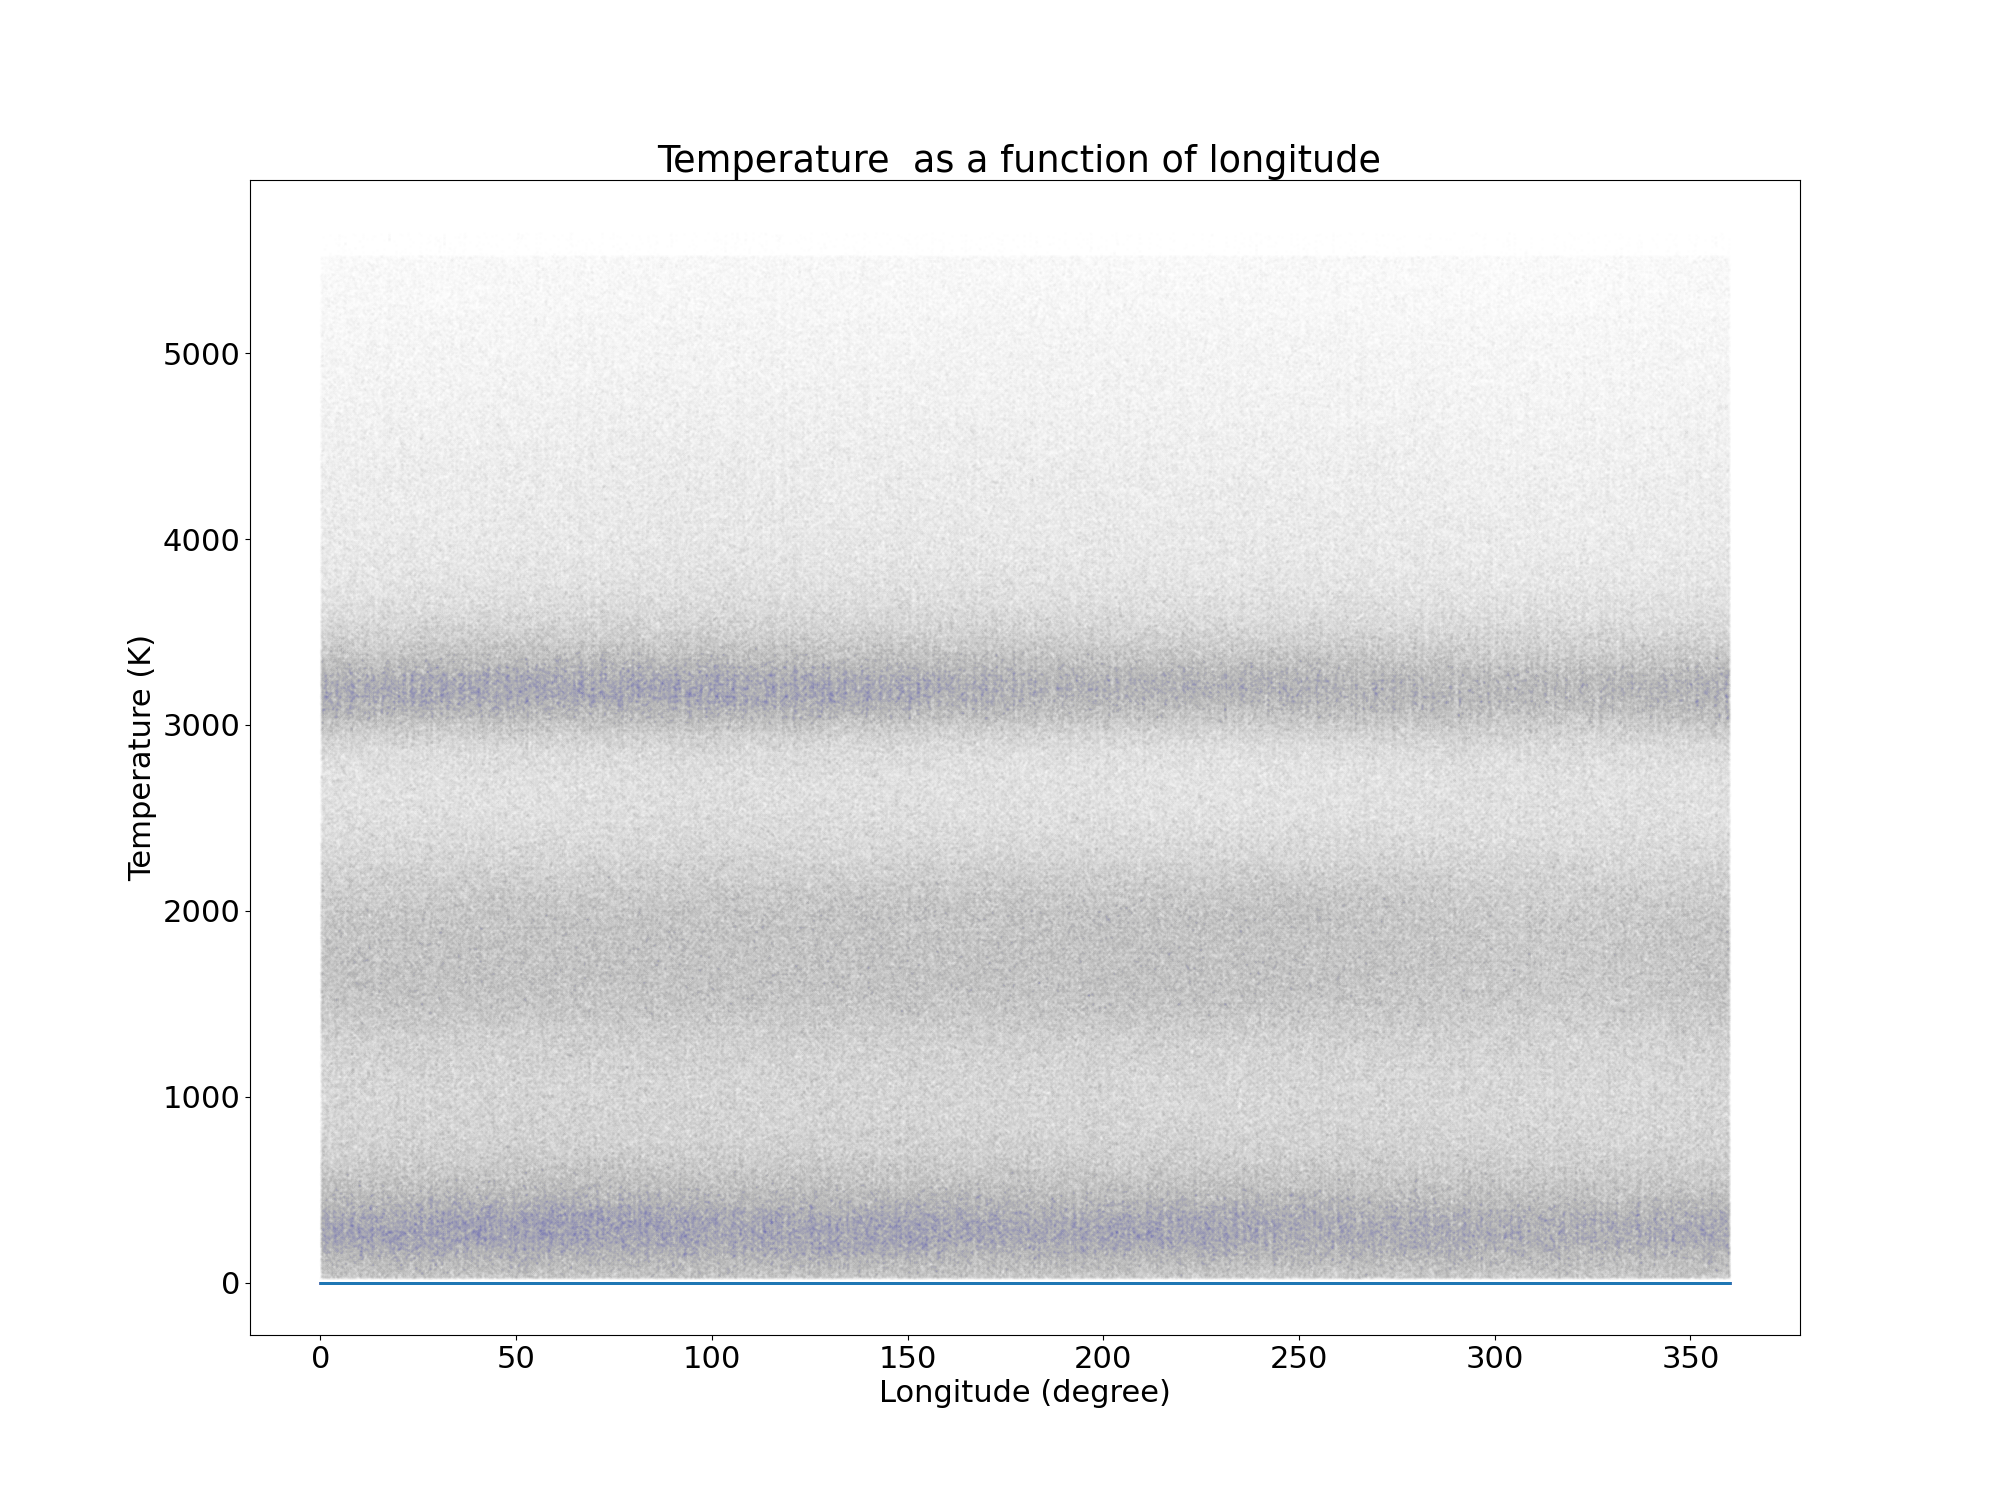 Temperature  as a function of longitude
5000
4000
3000
2000
1000
0
Temperature (K)
0 50 100 150 200 250 300 350
Longitude (degree)